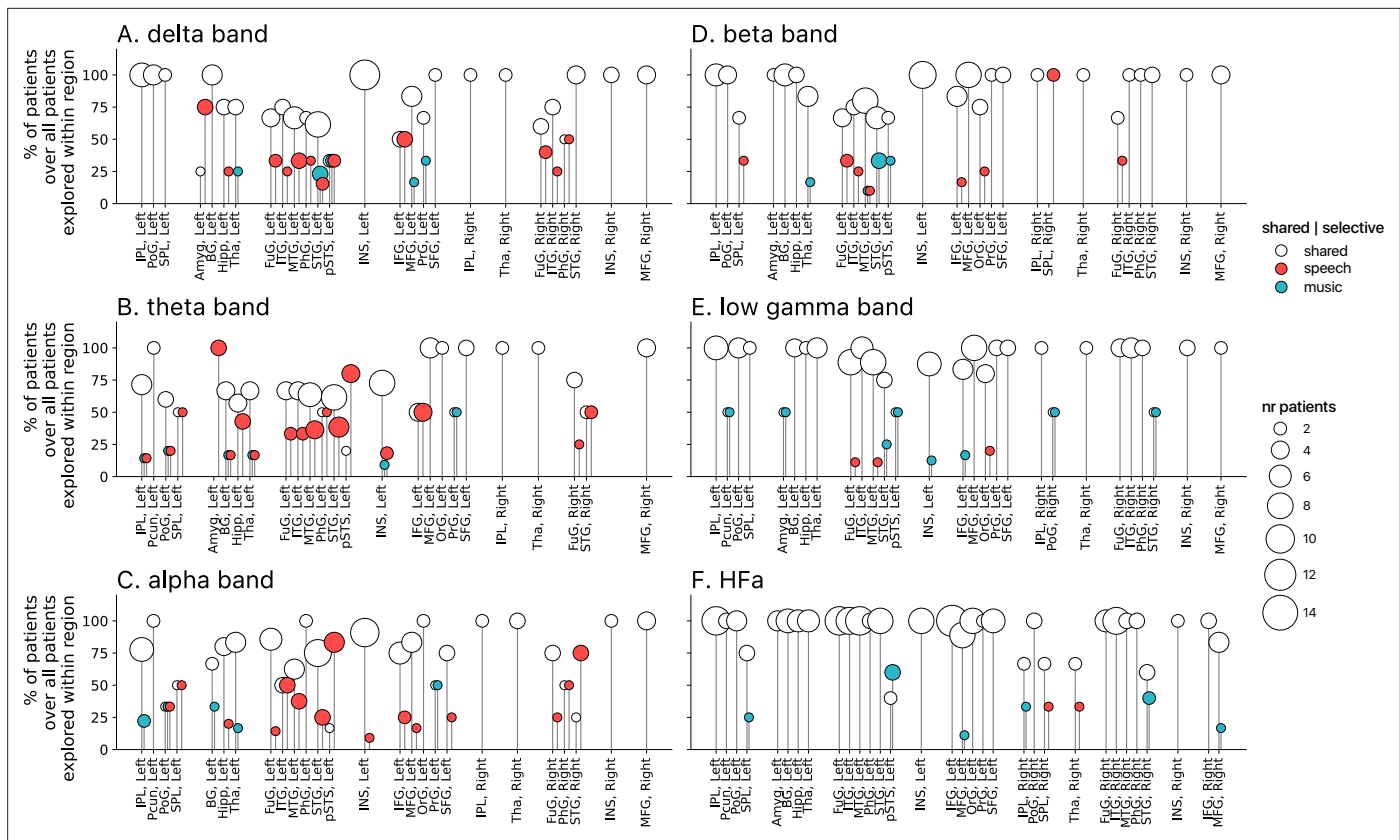 A. delta band
% of patients
over all patients
explored within region
100
75
50
25
0
IPL, Left
PoG, Left
SPL, Left
Amyg, Left
BG, Left
Hipp, Left
Tha, Left
FuG, Left
ITG, Left
MTG, Left
PhG, Left
STG, Left
pSTS, Left
INS, Left
IFG, Left
MFG, Left
PrG, Left
SFG, Left
IPL, Right
Tha, Right
FuG, Right
ITG, Right
PhG, Right
STG, Right
INS, Right
MFG, Right
B. theta band
% of patients
over all patients
explored within region
100
75
50
25
0
IPL, Left
Pcun, Left
PoG, Left
SPL, Left
Amyg, Left
BG, Left
Hipp, Left
Tha, Left
FuG, Left
ITG, Left
MTG, Left
PhG, Left
STG, Left
pSTS, Left
INS, Left
IFG, Left
MFG, Left
OrG, Left
PrG, Left
SFG, Left
IPL, Right
Tha, Right
FuG, Right
STG, Right
MFG, Right
C. alpha band
% of patients
over all patients
explored within region
100
75
50
25
0
IPL, Left
Pcun, Left
PoG, Left
SPL, Left
BG, Left
Hipp, Left
Tha, Left
FuG, Left
ITG, Left
MTG, Left
PhG, Left
STG, Left
pSTS, Left
INS, Left
IFG, Left
MFG, Left
OrG, Left
PrG, Left
SFG, Left
IPL, Right
Tha, Right
FuG, Right
PhG, Right
STG, Right
INS, Right
MFG, Right
D. beta band
IPL, Left
PoG, Left
SPL, Left
Amyg, Left
BG, Left
Hipp, Left
Tha, Left
FuG, Left
ITG, Left
MTG, Left
STG, Left
pSTS, Left
INS, Left
IFG, Left
MFG, Left
OrG, Left
PrG, Left
SFG, Left
IPL, Right
SPL, Right
Tha, Right
FuG, Right
ITG, Right
PhG, Right
STG, Right
INS, Right
MFG, Right
E. low gamma band
IPL, Left
Pcun, Left
PoG, Left
SPL, Left
Amyg, Left
BG, Left
Hipp, Left
Tha, Left
FuG, Left
ITG, Left
MTG, Left
STG, Left
pSTS, Left
INS, Left
IFG, Left
MFG, Left
OrG, Left
PrG, Left
SFG, Left
IPL, Right
PoG, Right
Tha, Right
FuG, Right
ITG, Right
PhG, Right
STG, Right
INS, Right
MFG, Right
F. HFa
IPL, Left
Pcun, Left
PoG, Left
SPL, Left
Amyg, Left
BG, Left
Hipp, Left
Tha, Left
FuG, Left
ITG, Left
MTG, Left
PhG, Left
STG, Left
pSTS, Left
INS, Left
IFG, Left
MFG, Left
OrG, Left
PrG, Left
SFG, Left
IPL, Right
PoG, Right
SPL, Right
Tha, Right
FuG, Right
ITG, Right
MTG, Right
PhG, Right
STG, Right
INS, Right
IFG, Right
MFG, Right
shared | selective
shared
speech
music
nr patients
2
4
6
8
10
12
14